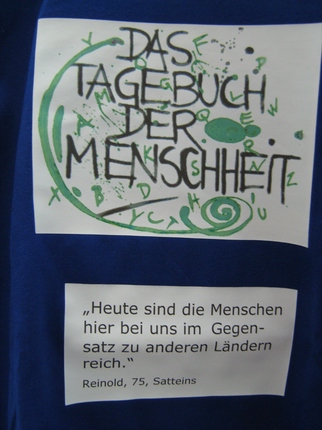 DAS
TAGEBUCH
DER
MENSCHHEIT
„Heute sind die Menschen
hier bei uns im Gegen-
satz zu anderen Ländern
reich.“
Reinold, 75, Satteins